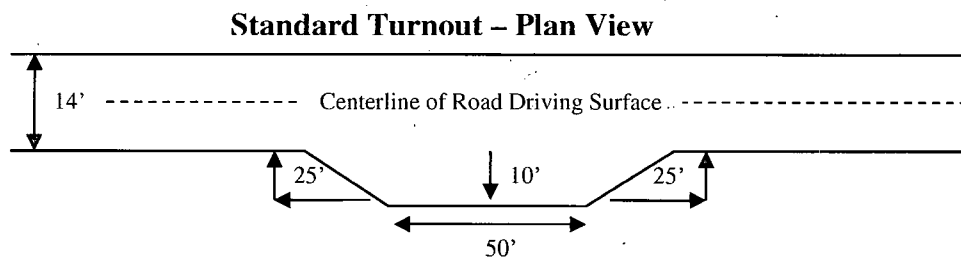 Standard Turnout – Plan View
14'
Centerline of Road Driving Surface
25'
10'
25'
50'